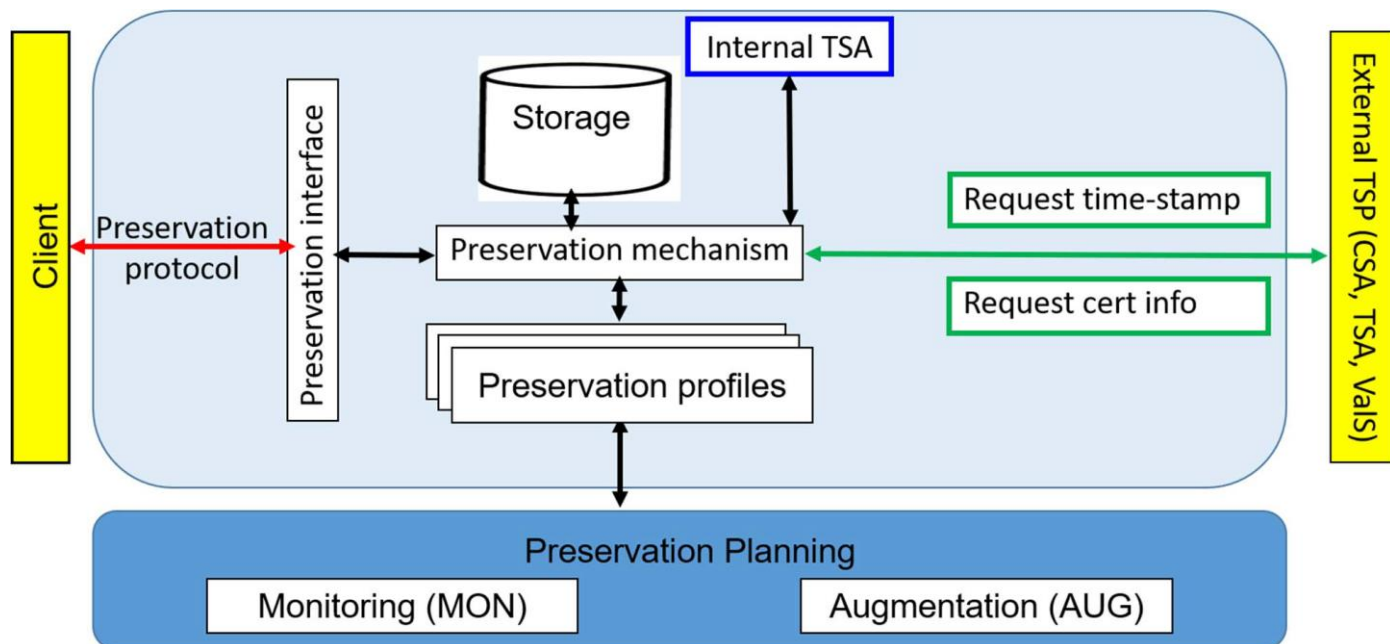 Internal TSA
Storage
Preservation interface
Client
Preservation
protocol
Preservation mechanism
Request time-stamp
Request cert info
External TSP (CSA, TSA, ValS)
Preservation profiles
Preservation Planning
Monitoring (MON)
Augmentation (AUG)